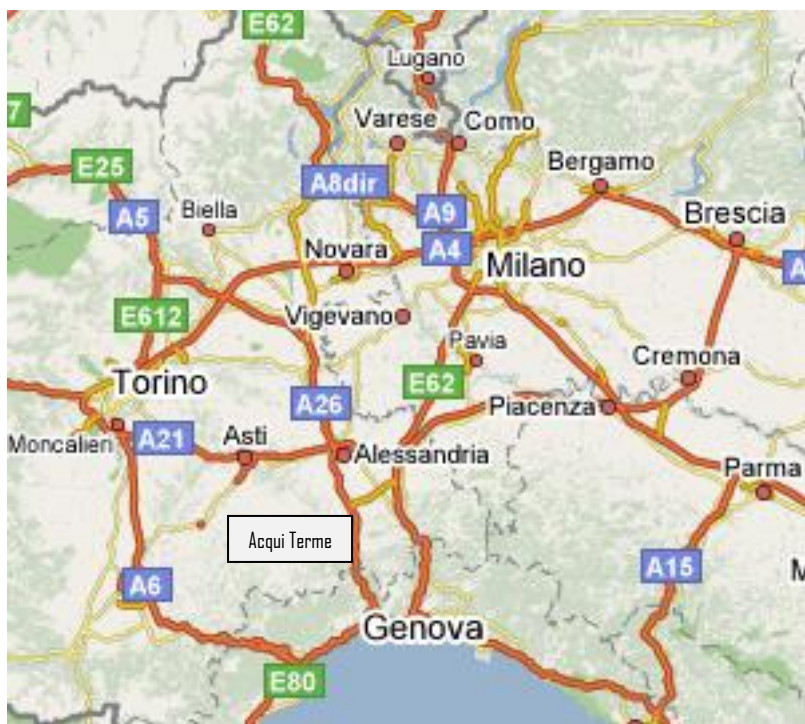 E62
Lugano
Varese
Como
7
E25
Bergamo
A8dir
A5
Biella
A9
Brescia
Novara
A4
Milano
A
E612
Vigevano
Pavia
Cremona
Torino
E62
A26
Piacenza
Moncalieri
A21
Asti
Alessandria
Parma
Acqui Terme
A6
A15
M
Genova
E80